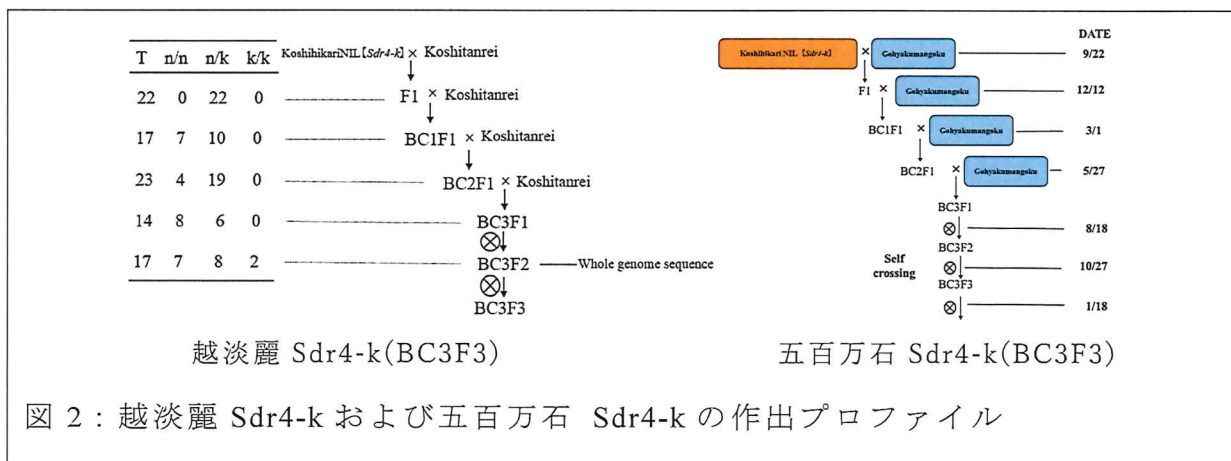 T n/n n/k k/k
22 0 22 0
17 7 10 0
23 4 19 0
14 8 6 0
17 7 8 2
KoshihikariNIL【Sdr4-k】 × Koshitanrei
F1 × Koshitanrei
BC1F1 × Koshitanrei
BC2F1 × Koshitanrei
BC3F1
BC3F2 Whole genome sequence
BC3F3
越淡麗 Sdr4-k(BC3F3)
DATE
Koshihikari NIL【Sdr4-k】 × Gohyakumangoku 9/22
F1 × Gohyakumangoku 12/12
BC1F1 × Gohyakumangoku 3/1
BC2F1 × Gohyakumangoku 5/27
BC3F1
8/18
BC3F2
Self
crossing
10/27
BC3F3
1/18
五百万石 Sdr4-k(BC3F3)
図 2：越淡麗 Sdr4-k および五百万石 Sdr4-k の作出プロファイル